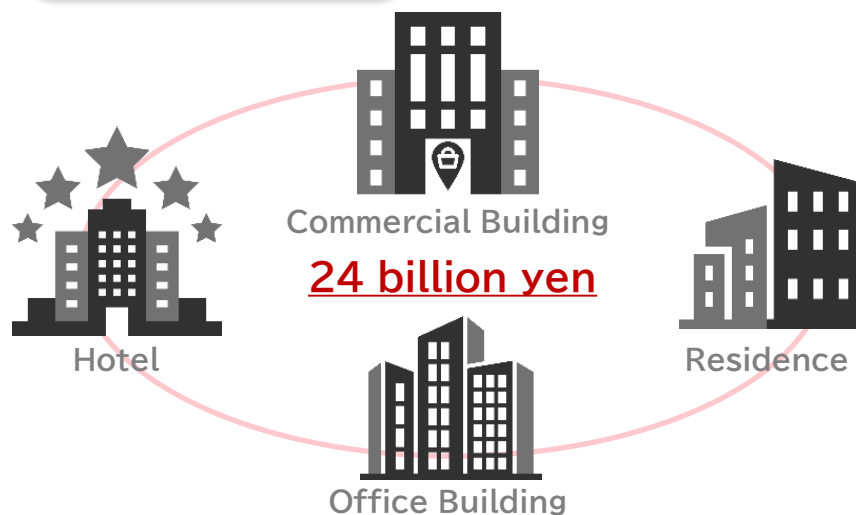 Commercial Building
24 billion yen
Hotel
Residence
Office Building